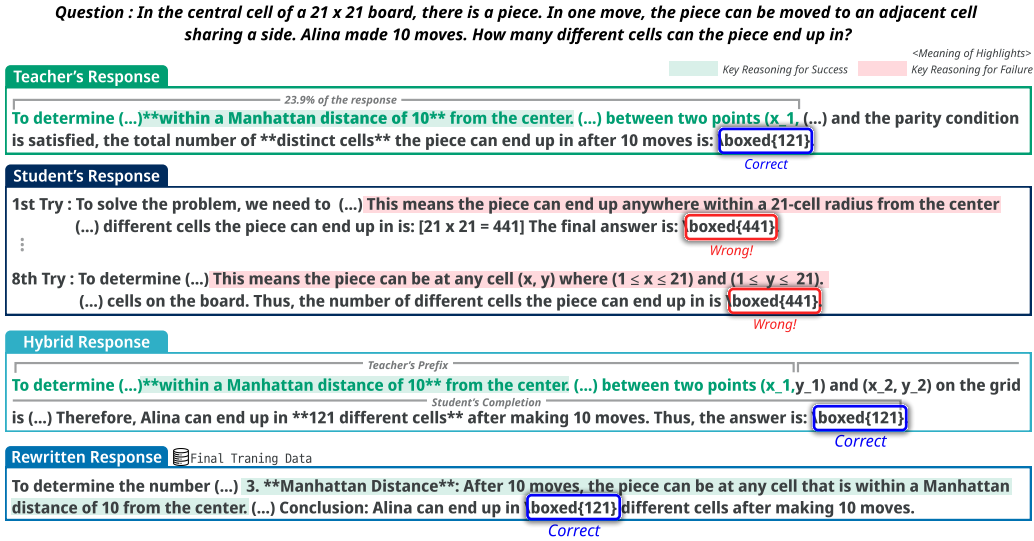 Question : In the central cell of a 21 x 21 board, there is a piece. In one move, the piece can be moved to an adjacent cell
sharing a side. Alina made 10 moves. How many different cells can the piece end up in?
<Meaning of Highlights>
Key Reasoning for Success
Key Reasoning for Failure
Teacher's Response
23.9% of the response
To determine (...)**within a Manhattan distance of 10** from the center. (...) between two points (x_1, (...) and the parity condition
is satisfied, the total number of **distinct cells** the piece can end up in after 10 moves is: \boxed{121}.
Correct
Student's Response
1st Try : To solve the problem, we need to (...) This means the piece can end up anywhere within a 21-cell radius from the center
(...) different cells the piece can end up in is: [21 x 21 = 441] The final answer is: \boxed{441}.
Wrong!
⋮
8th Try : To determine (...) This means the piece can be at any cell (x, y) where (1 ≤ x ≤ 21) and (1 ≤ y ≤ 21).
(...) cells on the board. Thus, the number of different cells the piece can end up in is \boxed{441}.
Wrong!
Hybrid Response
Teacher's Prefix
To determine (...)**within a Manhattan distance of 10** from the center. (...) between two points (x_1,y_1) and (x_2, y_2) on the grid
Student's Completion
is (...) Therefore, Alina can end up in **121 different cells** after making 10 moves. Thus, the answer is: \boxed{121}.
Correct
Rewritten Response
Final Traning Data
To determine the number (...) 3. **Manhattan Distance**: After 10 moves, the piece can be at any cell that is within a Manhattan
distance of 10 from the center. (...) Conclusion: Alina can end up in \boxed{121} different cells after making 10 moves.
Correct